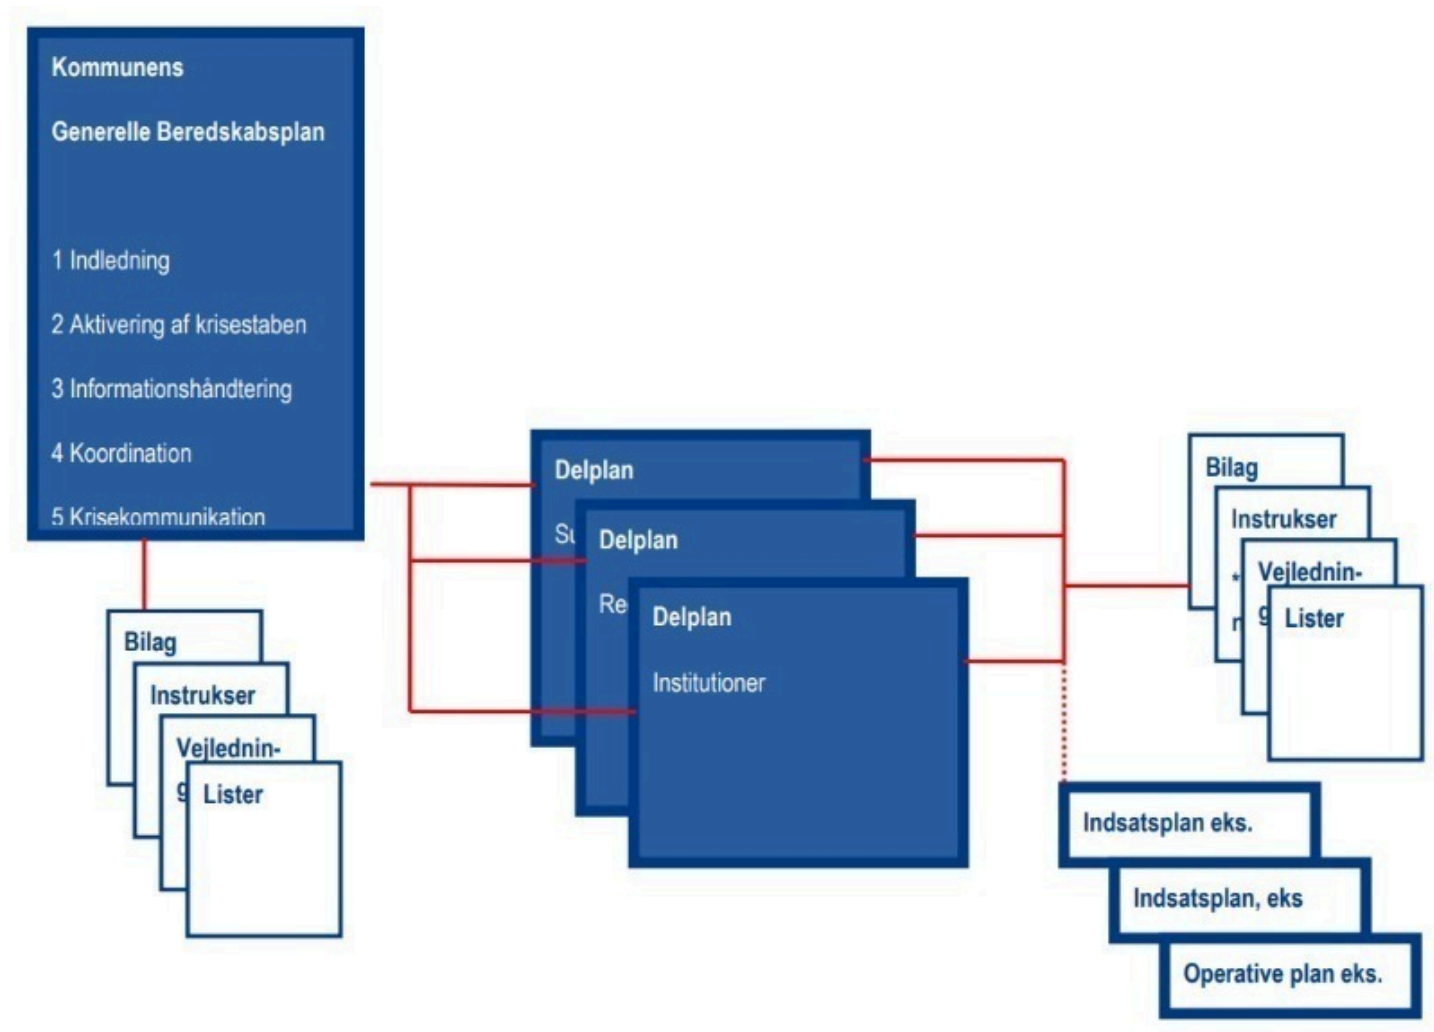 Kommunens
Generelle Beredskabsplan
1 Indledning
2 Aktivering af krisestaben
3 Informationshåndtering
4 Koordination
5 Krisekommunikation
Bilag
Instrukser
Vejlednin-
Lister
Delplan
Delplan
Delplan
Institutioner
Bilag
Instrukser
Vejlednin-
Lister
Indsatsplan eks.
Indsatsplan, eks
Operative plan eks.